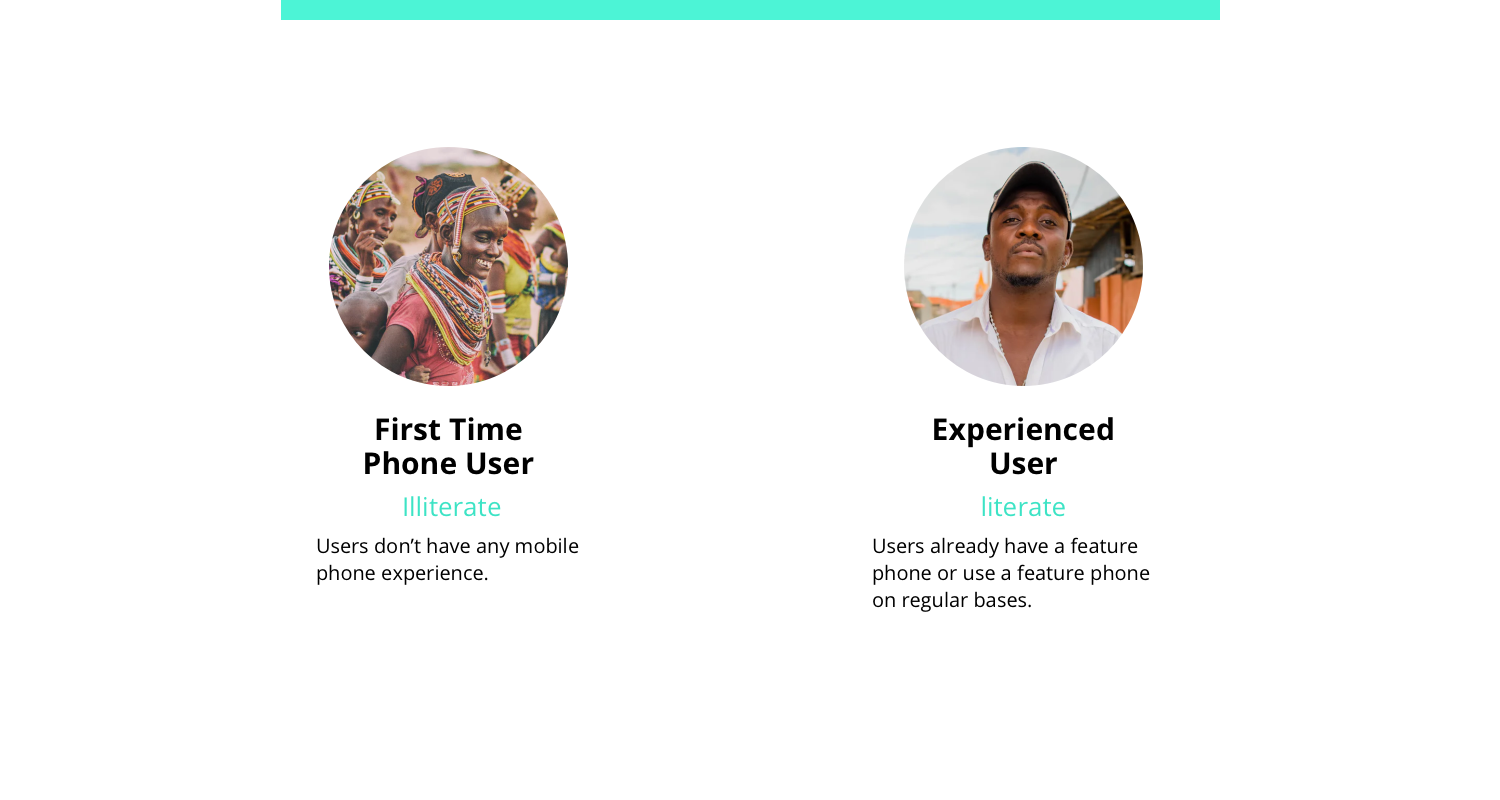 First Time
Phone User
Illiterate
Users don’t have any mobile
phone experience.
Experienced
User
literate
Users already have a feature
phone or use a feature phone
on regular bases.